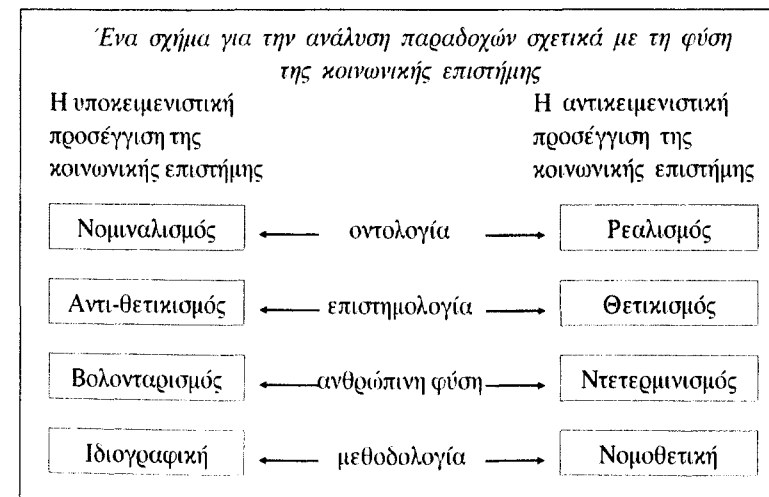 Ένα σχήμα για την ανάλυση παραδοχών σχετικά με τη φύση
της κοινωνικής επιστήμης
Η υποκειμενιστική
προσέγγιση της
κοινωνικής επιστήμης
Η αντικειμενιστική
προσέγγιση της
κοινωνικής επιστήμης
Νομιναλισμός οντολογία Ρεαλισμός
Αντι-θετικισμός επιστημολογία Θετικισμός
Βολονταρισμός ανθρώπινη φύση Ντετερμινισμός
Ιδιογραφική μεθοδολογία Νομοθετική